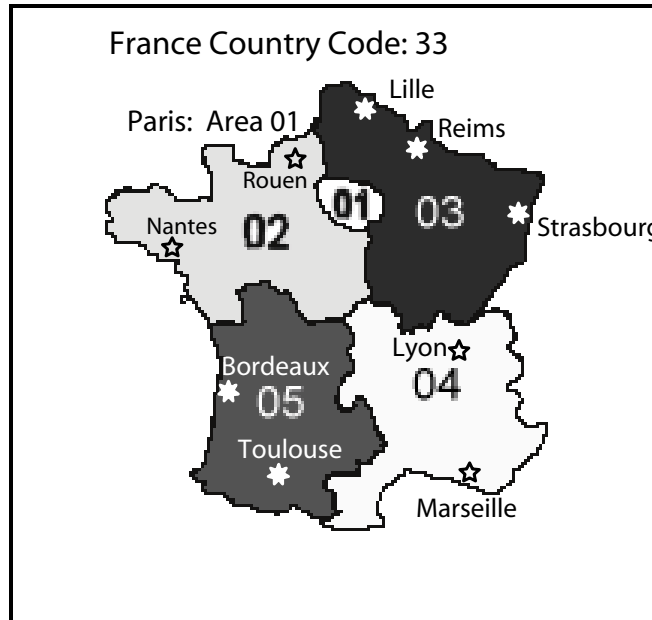 France Country Code: 33
Lille
Paris: Area 01
Reims
Rouen
01
03
Nantes
02
Strasbourg
Lyon
Bordeaux
04
05
Toulouse
Marseille